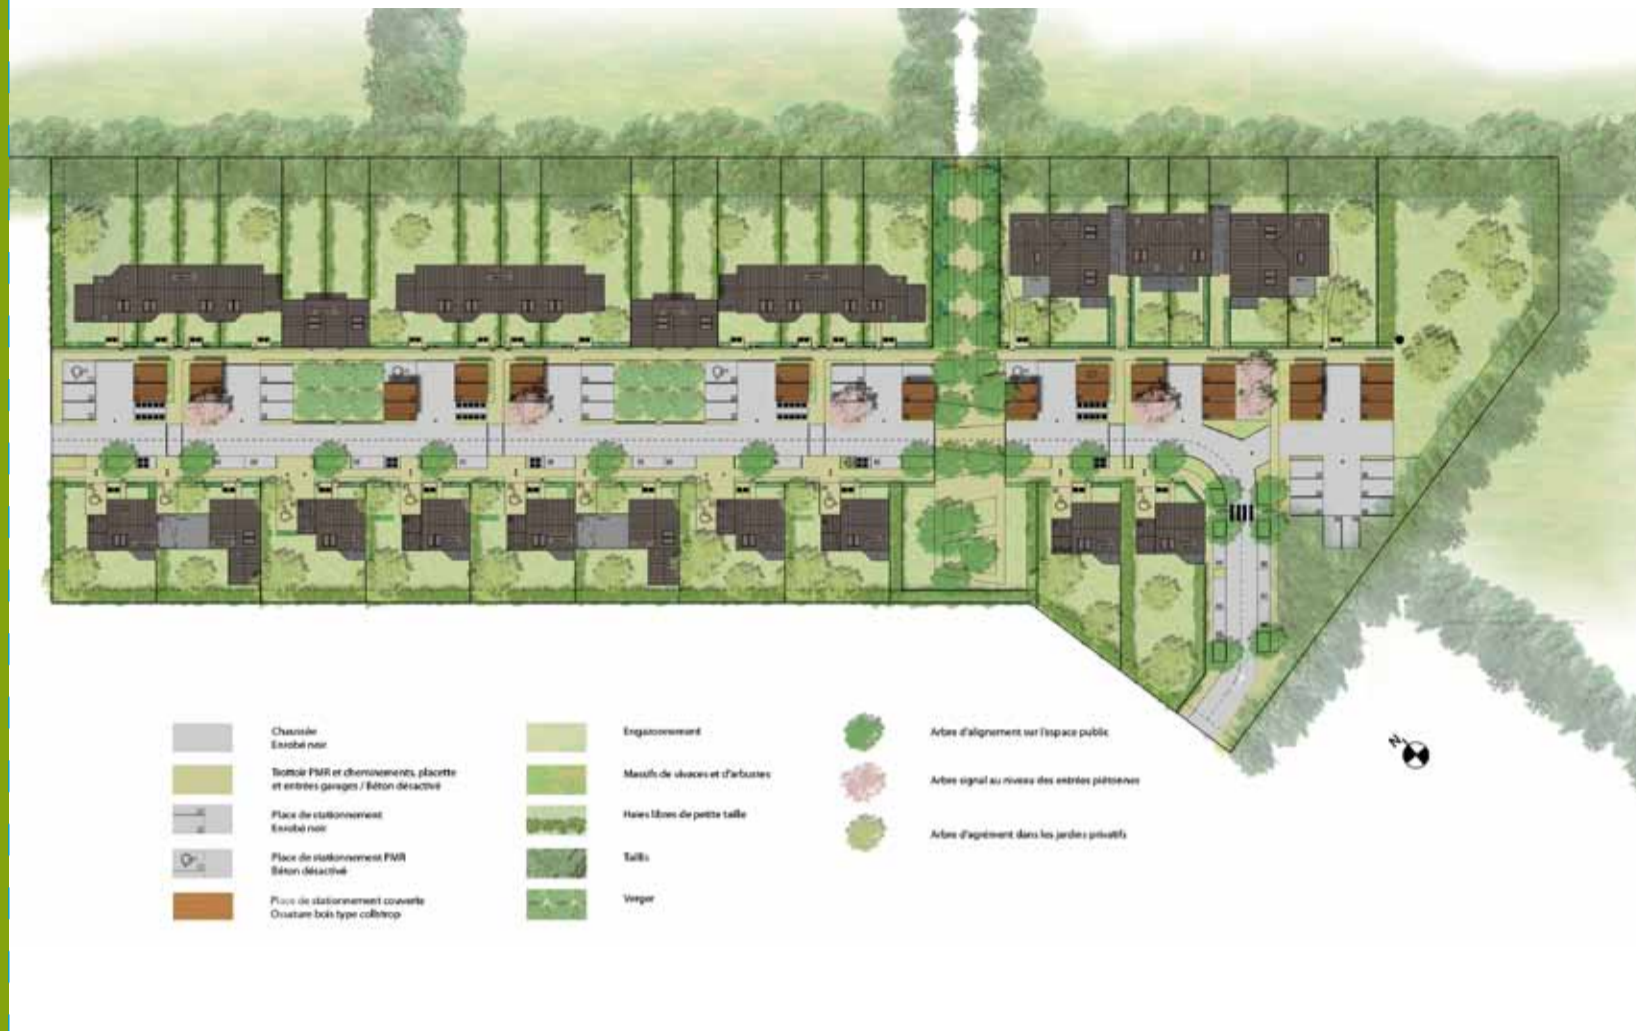 Chaussée
Enrobé noir
Trottoir PMR et cheminements, placette
et entrées garages / Béton désactivé
Place de stationnement
Enrobé noir
Place de stationnement PMR
Béton désactivé
Place de stationnement couverte
Ossature bois type collstrop
Engazonnement
Massifs de vivaces et d'arbustes
Haies libres de petite taille
Taillis
Verger
Arbre d'alignement sur l'espace public
Arbre signal au niveau des entrées piétonnes
Arbre d'agrément dans les jardins privatifs
N